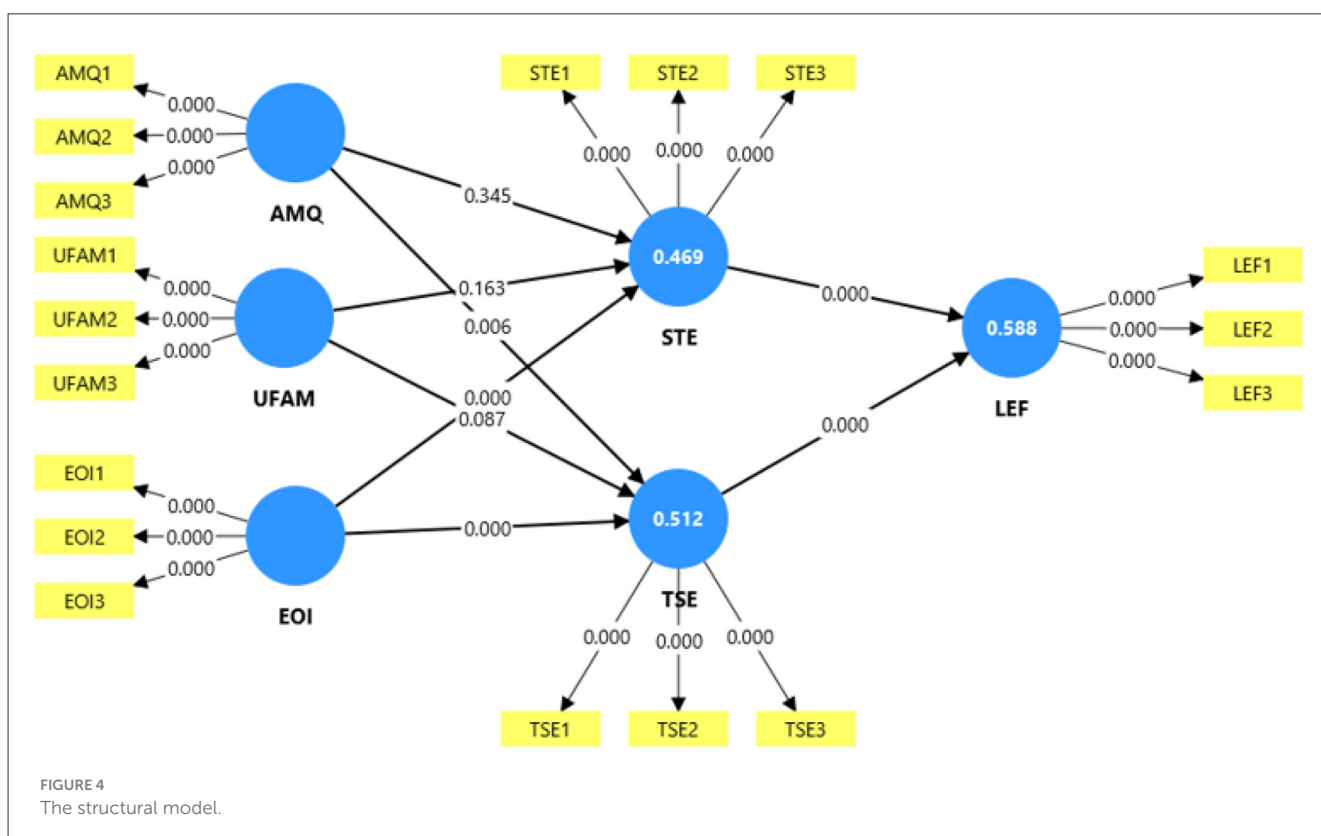 AMQ1
0.000
AMQ2
0.000
0.000
AMQ3
AMQ
UFAM1
0.000
UFAM2
0.000
0.000
UFAM3
UFAM
EOI1
0.000
EOI2
0.000
0.000
EOI3
EOI
STE1
STE2
STE3
0.000
0.000
0.000
0.345
0.163
0.006
0.000
0.087
0.000
0.469
STE
0.512
TSE
0.000
0.000
0.000
TSE1
TSE2
TSE3
0.000
0.000
0.588
LEF
0.000
LEF1
0.000
LEF2
0.000
LEF3
FIGURE 4
The structural model.